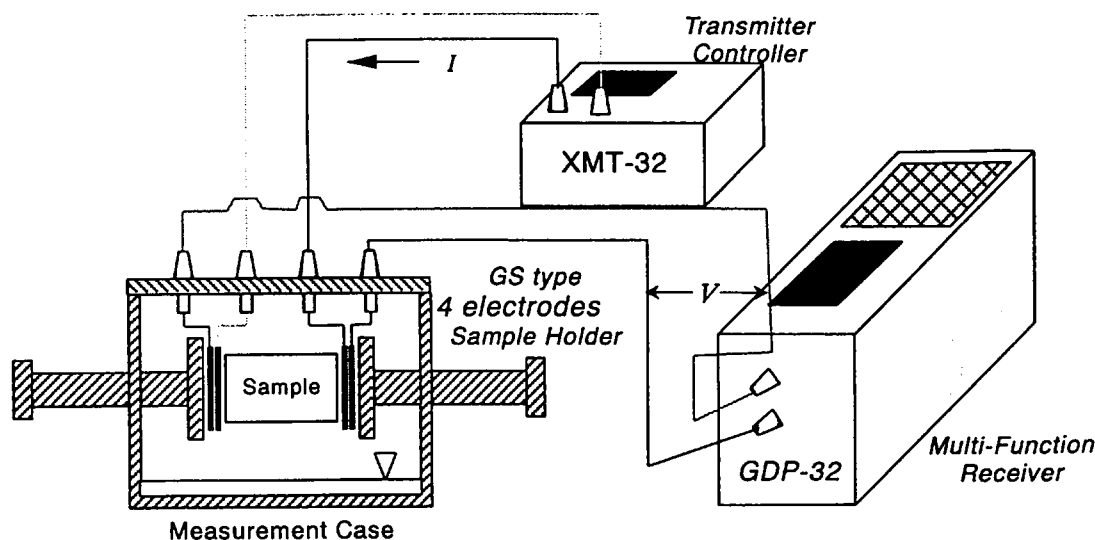 Transmitter
Controller
I
XMT-32
GS type
4 electrodes
Sample Holder
V
Sample
GDP-32
Multi-Function
Receiver
Measurement Case